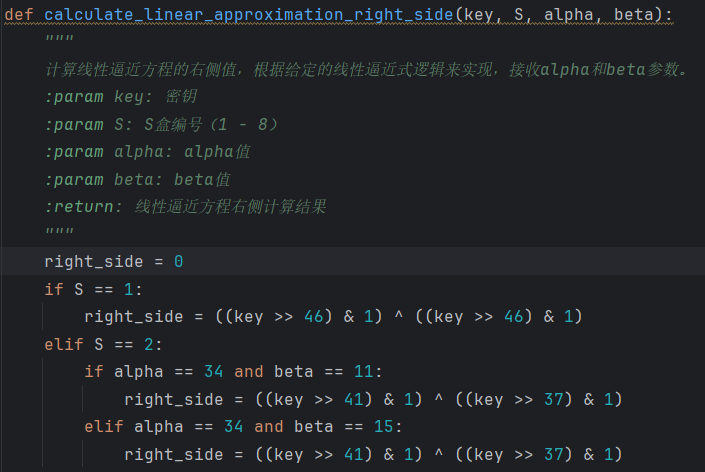 def calculate_linear_approximation_right_side(key, S, alpha, beta):
"""
计算线性逼近方程的右侧值，根据给定的线性逼近式逻辑来实现，接收alpha和beta参数。
:param key: 密钥
:param S: S盒编号（1 - 8）
:param alpha: alpha值
:param beta: beta值
:return: 线性逼近方程右侧计算结果
"""
right_side = 0
if S == 1:
right_side = ((key >> 46) & 1) ^ ((key >> 46) & 1)
elif S == 2:
if alpha == 34 and beta == 11:
right_side = ((key >> 41) & 1) ^ ((key >> 37) & 1)
elif alpha == 34 and beta == 15:
right_side = ((key >> 41) & 1) ^ ((key >> 37) & 1)